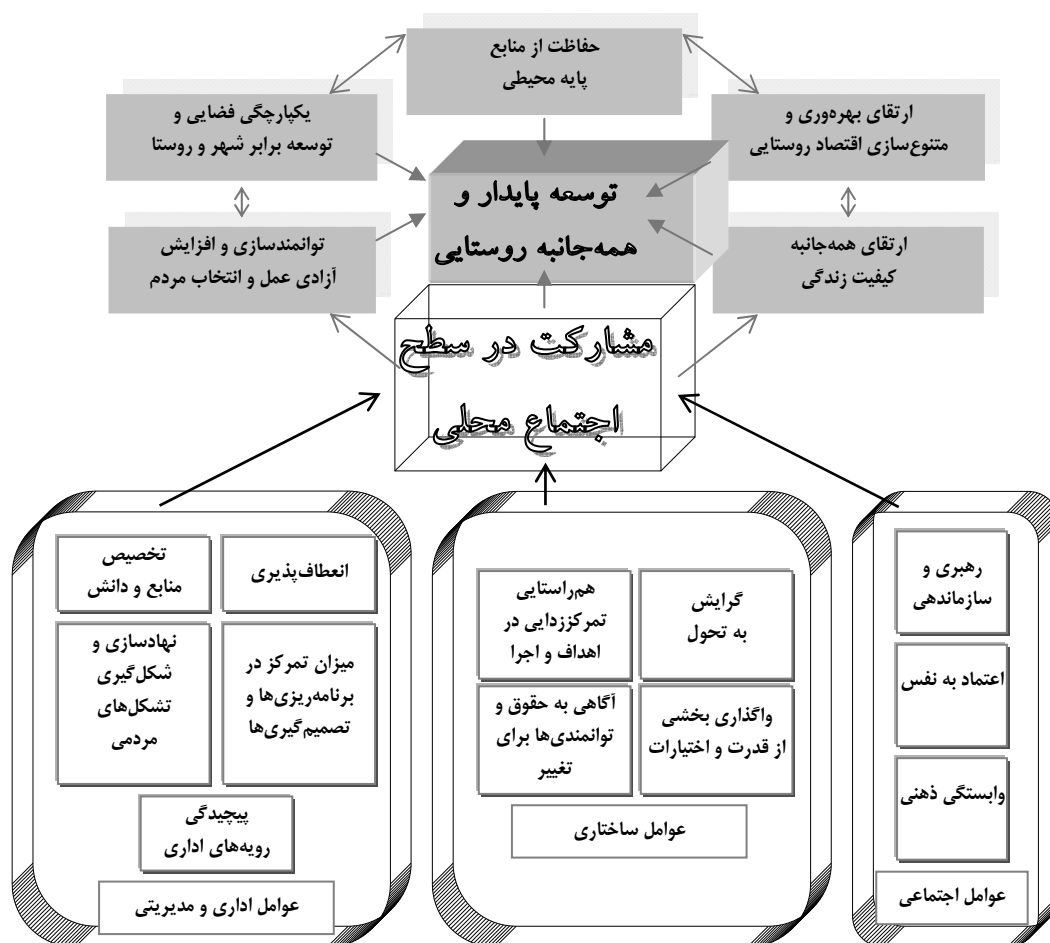 حفاظت از منابع
پایه محیطی
ارتقای بهره‌وری و
متنوع‌سازی اقتصاد روستایی
یکپارچگی فضایی و
توسعه برابر شهر و روستا
توسعه پایدار و
همه‌جانبه روستایی
ارتقای همه‌جانبه
کیفیت زندگی
توانمندسازی و افزایش
آزادی عمل و انتخاب مردم
مشارکت در سطح
اجتماع محلی
رهبری و
سازماندهی
اعتماد به نفس
وابستگی ذهنی
عوامل اجتماعی
گرایش
به تحول
هم‌راستایی
تمرکززدایی در
اهداف و اجرا
واگذاری بخشی
از قدرت و اختیارات
آگاهی به حقوق و
توانمندی‌ها برای
تغییر
عوامل ساختاری
انعطاف‌پذیری
تخصیص
منابع و دانش
میزان تمرکز در
برنامه‌ریزی‌ها و
تصمیم‌گیری‌ها
نهادسازی و
شکل‌گیری
تشکل‌های
مردمی
پیچیدگی
رویه‌های اداری
عوامل اداری و مدیریتی